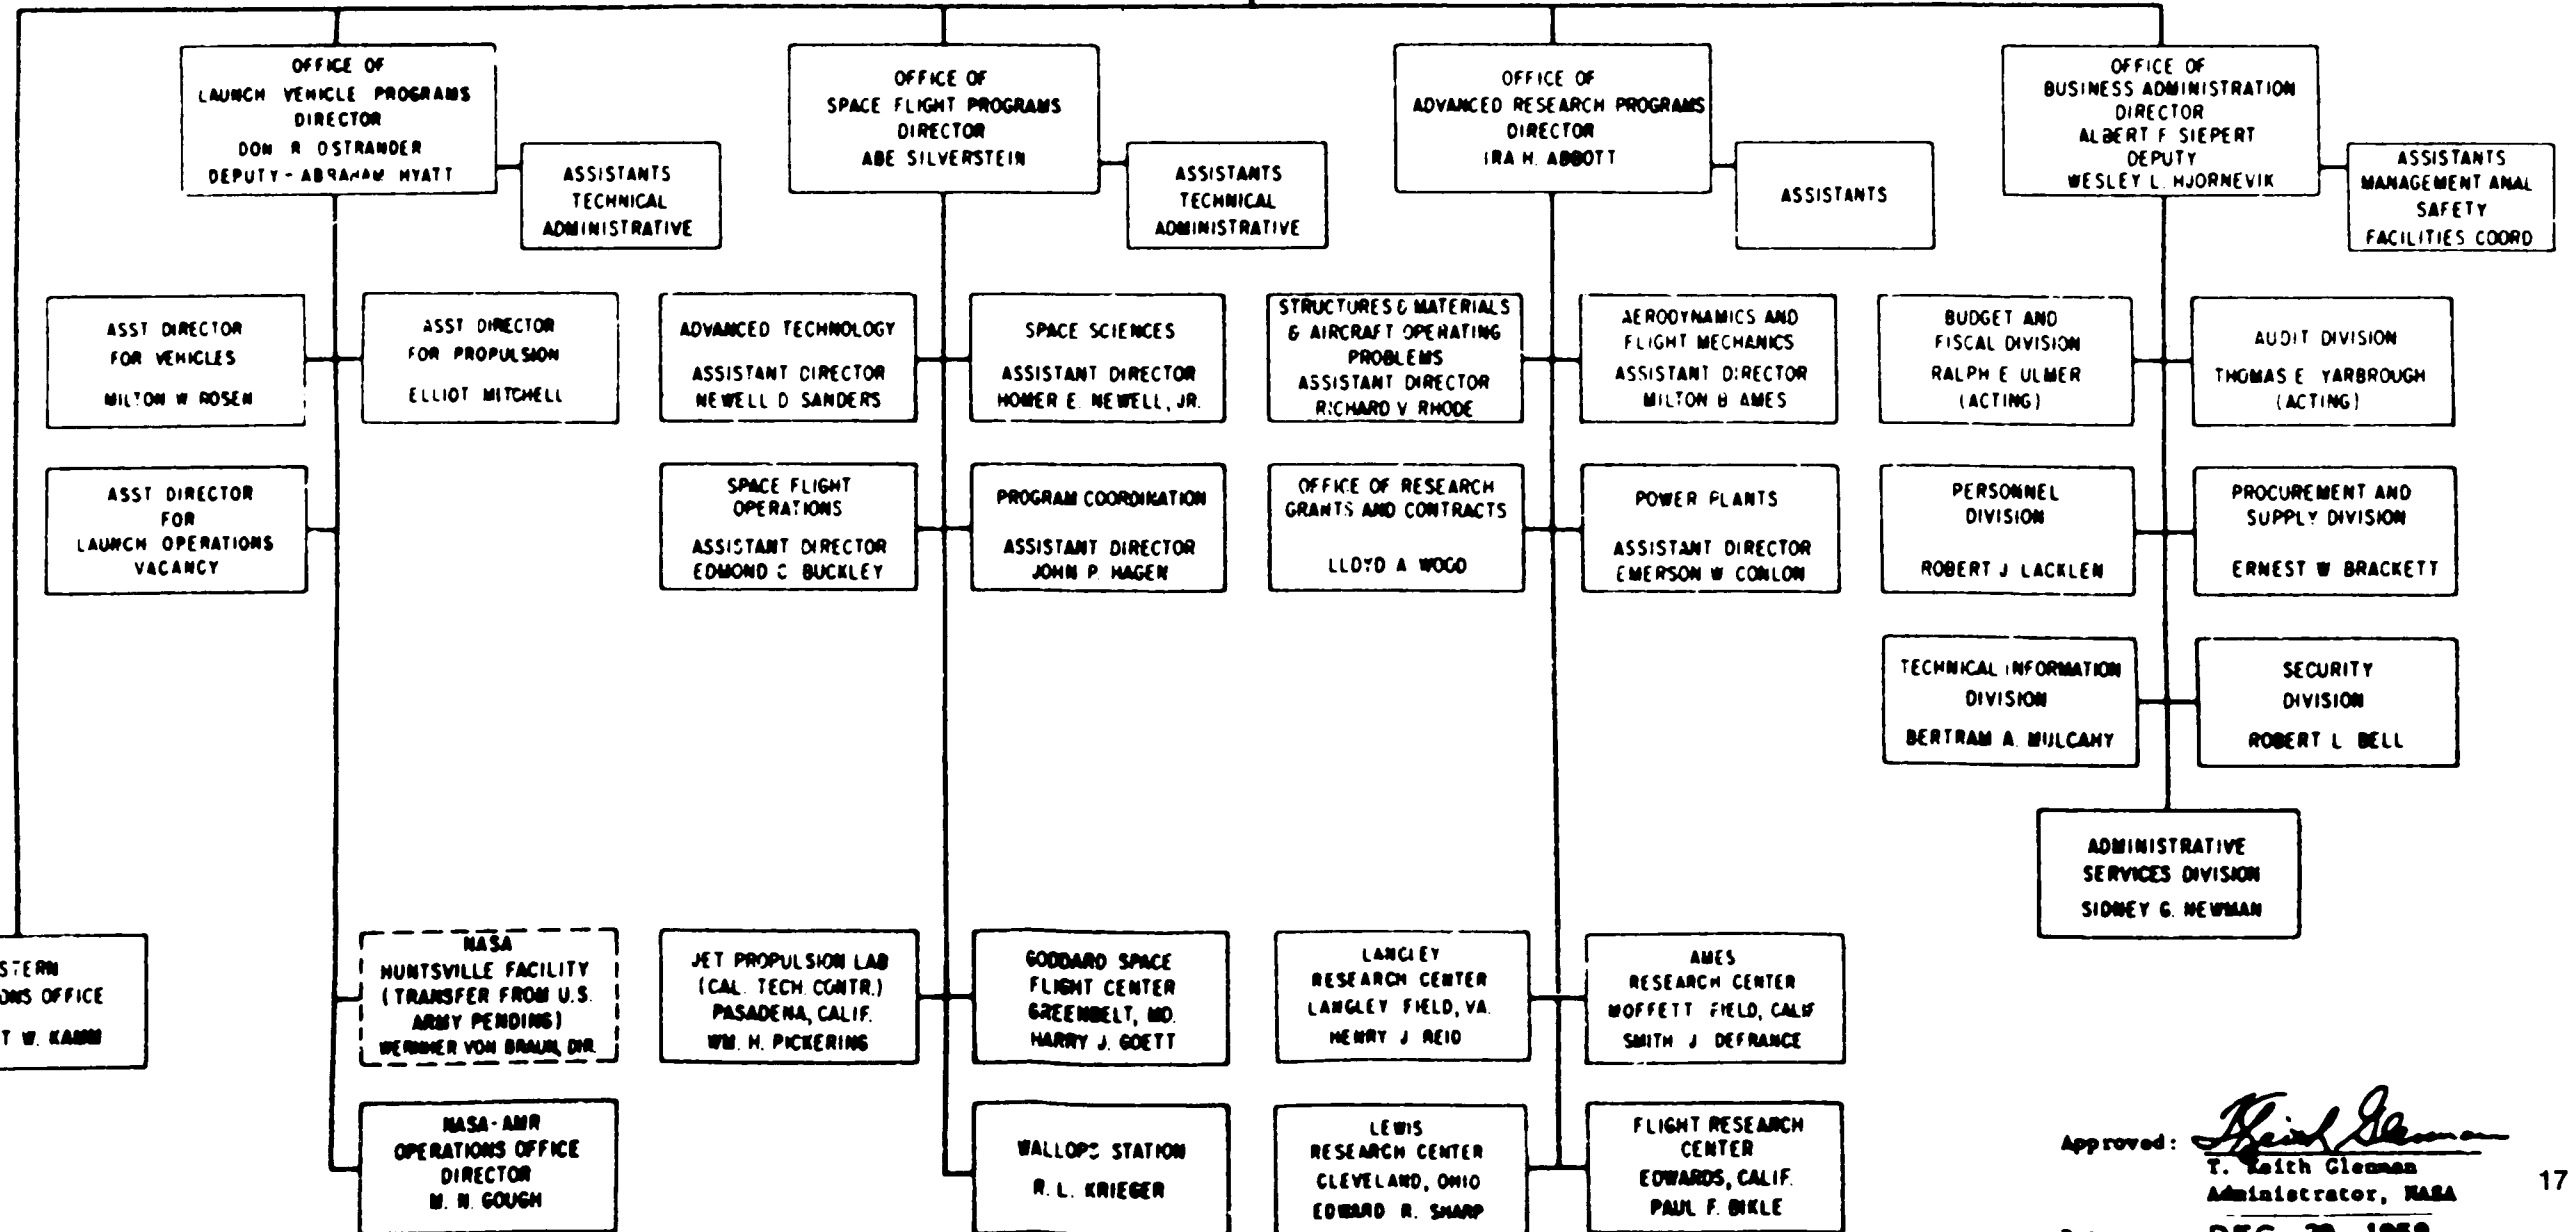 OFFICE OF
LAUNCH VEHICLE PROGRAMS
DIRECTOR
DON R OSTRANDER
DEPUTY - ABRAHAM HYATT
ASSISTANTS
TECHNICAL
ADMINISTRATIVE
OFFICE OF
SPACE FLIGHT PROGRAMS
DIRECTOR
ABE SILVERSTEIN
ASSISTANTS
TECHNICAL
ADMINISTRATIVE
OFFICE OF
ADVANCED RESEARCH PROGRAMS
DIRECTOR
IRA H. ABBOTT
ASSISTANTS
OFFICE OF
BUSINESS ADMINISTRATION
DIRECTOR
ALBERT F SIEPERT
DEPUTY
WESLEY L. HJORNEVIK
ASSISTANTS
MANAGEMENT ANAL
SAFETY
FACILITIES COORD
ASST DIRECTOR
FOR VEHICLES
MILTON W ROSEN
ASST DIRECTOR
FOR PROPULSION
ELLIOT MITCHELL
ADVANCED TECHNOLOGY
ASSISTANT DIRECTOR
NEWELL D SANDERS
SPACE SCIENCES
ASSISTANT DIRECTOR
HOMER E. NEWELL, JR.
STRUCTURES & MATERIALS
& AIRCRAFT OPERATING
PROBLEMS
ASSISTANT DIRECTOR
RICHARD V RHODE
AERODYNAMICS AND
FLIGHT MECHANICS
ASSISTANT DIRECTOR
MILTON B AMES
BUDGET AND
FISCAL DIVISION
RALPH E ULMER
(ACTING)
AUDIT DIVISION
THOMAS E YARBROUGH
(ACTING)
ASST DIRECTOR
FOR
LAUNCH OPERATIONS
VACANCY
SPACE FLIGHT
OPERATIONS
ASSISTANT DIRECTOR
EDMOND C BUCKLEY
PROGRAM COORDINATION
ASSISTANT DIRECTOR
JOHN P. HAGEN
OFFICE OF RESEARCH
GRANTS AND CONTRACTS
LLOYD A WOOD
POWER PLANTS
ASSISTANT DIRECTOR
EMERSON W CONLON
PERSONNEL
DIVISION
ROBERT J LACKLEN
PROCUREMENT AND
SUPPLY DIVISION
ERNEST W BRACKETT
TECHNICAL INFORMATION
DIVISION
BERTRAM A. MULCAHY
SECURITY
DIVISION
ROBERT L BELL
ADMINISTRATIVE
SERVICES DIVISION
SIDNEY G. NEWMAN
STERN
ONS OFFICE
T W. KAMM
NASA
HUNTSVILLE FACILITY
(TRANSFER FROM U.S.
ARMY PENDING)
WERNHER VON BRAUN, DIR.
JET PROPULSION LAB
(CAL. TECH. CONTR.)
PASADENA, CALIF.
WM. H. PICKERING
GODDARD SPACE
FLIGHT CENTER
GREENBELT, MD.
HARRY J. GOETT
LANGLEY
RESEARCH CENTER
LANGLEY FIELD, VA.
HENRY J REID
AMES
RESEARCH CENTER
MOFFETT FIELD, CALIF
SMITH J DEFRANCE
NASA-AMR
OPERATIONS OFFICE
DIRECTOR
M. N. GOUGH
WALLOPS STATION
R. L. KRIEGER
LEWIS
RESEARCH CENTER
CLEVELAND, OHIO
EDWARD R. SHARP
FLIGHT RESEARCH
CENTER
EDWARDS, CALIF.
PAUL F. BIKLE
Approved: T Keith Glennan
T. Keith Glennan
Administrator, NASA
17
DEC 29 1959